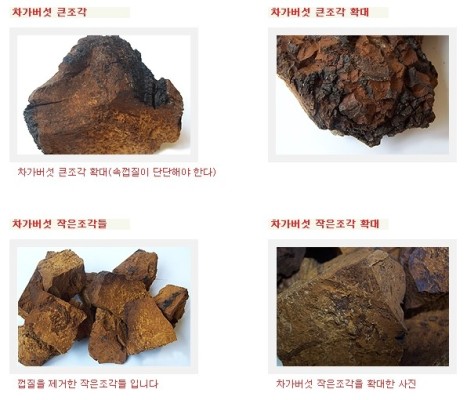 차가버섯 큰조각
차가버섯 큰조각 확대
차가버섯 큰조각 확대(속껍질이 단단해야 한다)
차가버섯 작은조각들
차가버섯 작은조각 확대
껍질을 제거한 작은조각들 입니다
차가버섯 작은조각을 확대한 사진